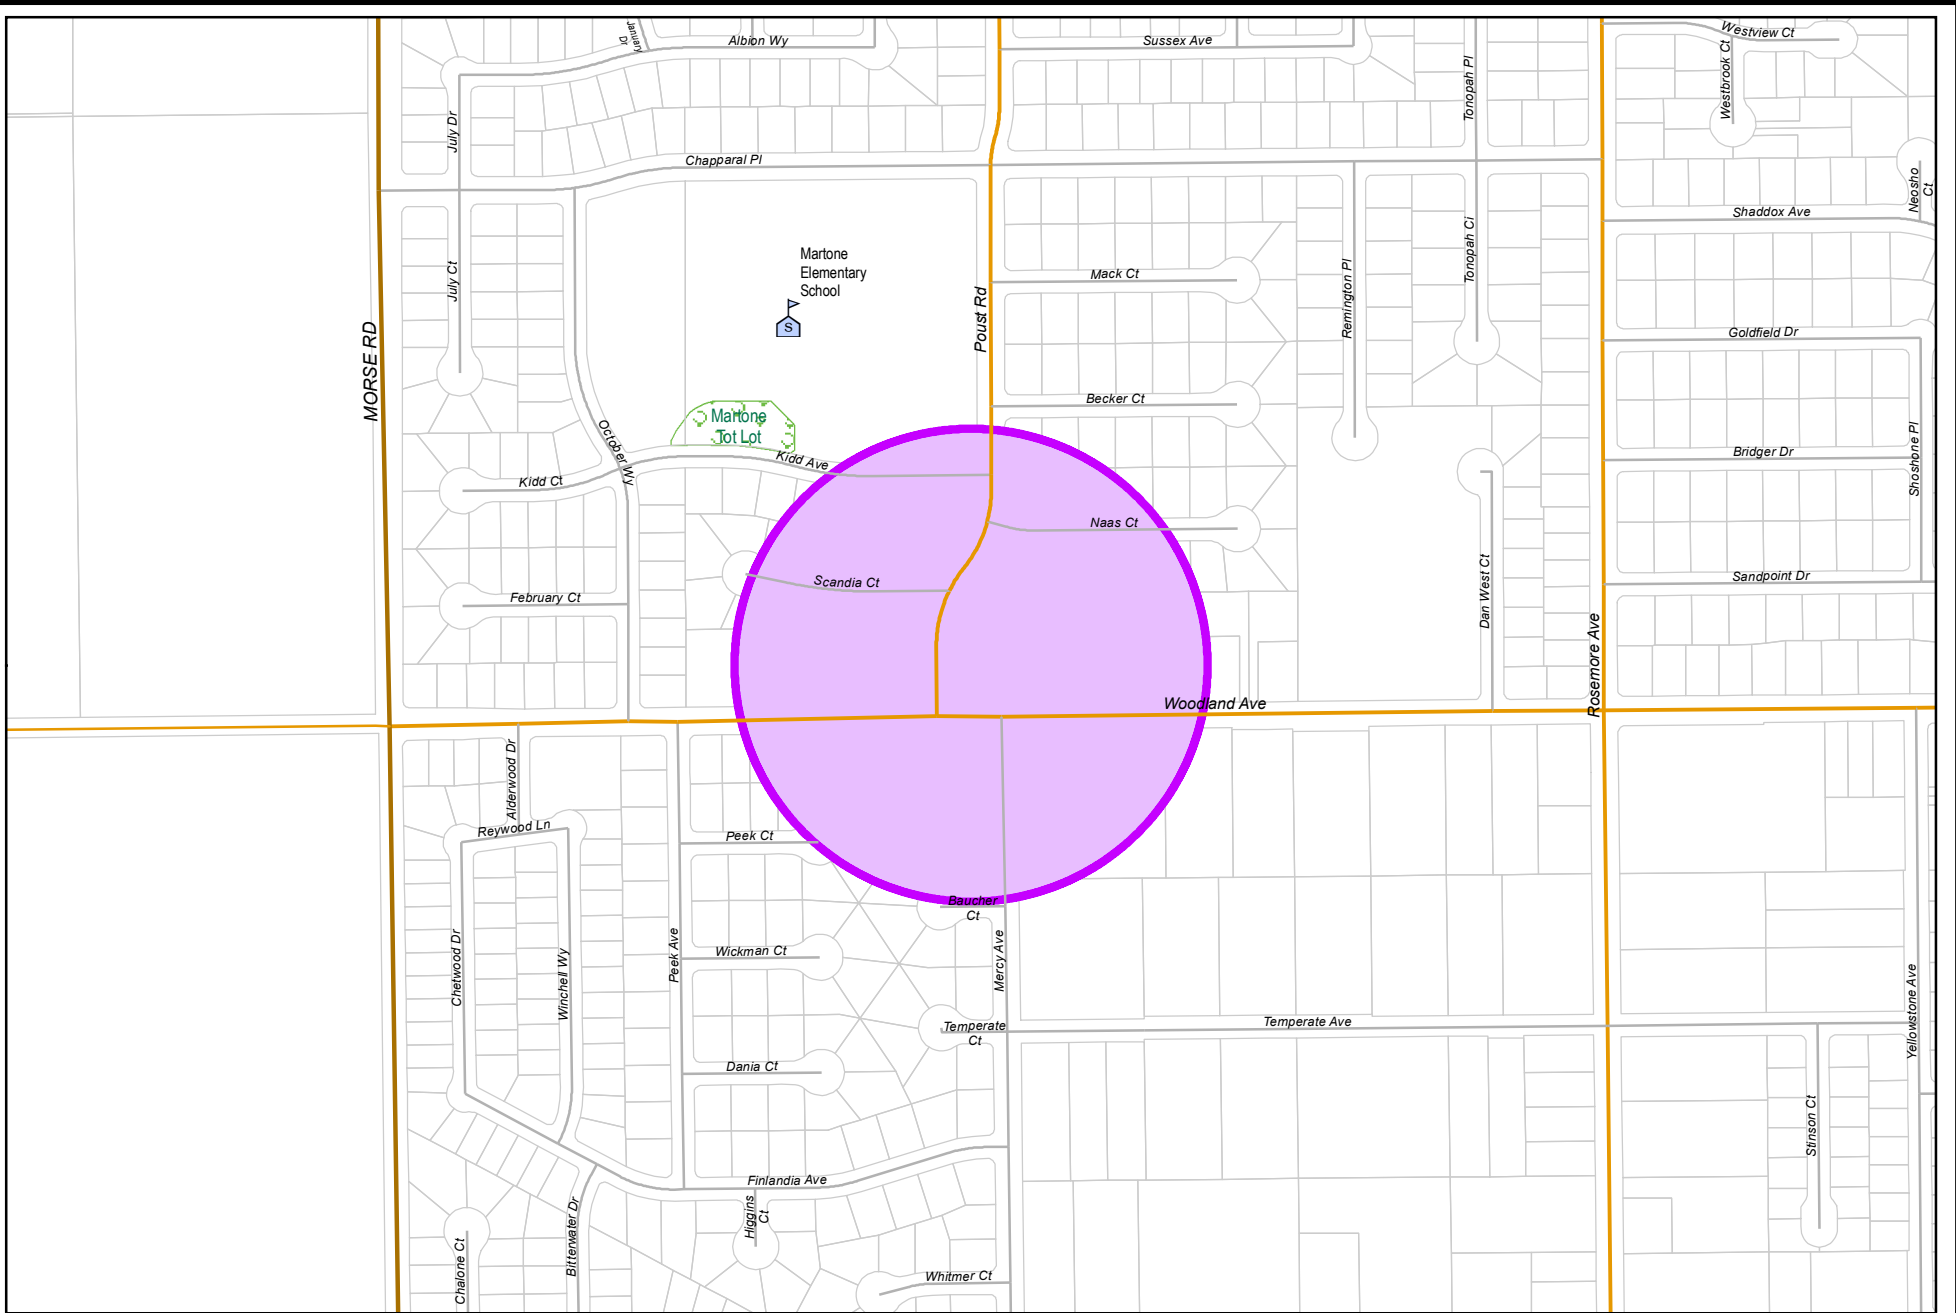 January
Dr
Albion Wy
Sussex Ave
Westview Ct
Westbrook Ct
Tonopah Pl
July Dr
Chapparal Pl
Neosho
Ct
Shaddox Ave
Martone
Elementary
School
S
July Ct
Mack Ct
Tonopah Ci
Remington Pl
Poust Rd
MORSE RD
Goldfield Dr
Becker Ct
Martone
Tot Lot
October Wy
Kidd Ave
Kidd Ct
Bridger Dr
Shoshone Pl
Naas Ct
Scandia Ct
February Ct
Dan West Ct
Sandpoint Dr
Rosemore Ave
Woodland Ave
Alderwood Dr
Reywood Ln
Peek Ct
Baucher
Ct
Chetwood Dr
Winchell Wy
Peek Ave
Wickman Ct
Mercy Ave
Temperate
Ct
Temperate Ave
Yellowstone Ave
Dania Ct
Stinson Ct
Finlandia Ave
Higgins
Ct
Bitterwater Dr
Chalone Ct
Whitmer Ct